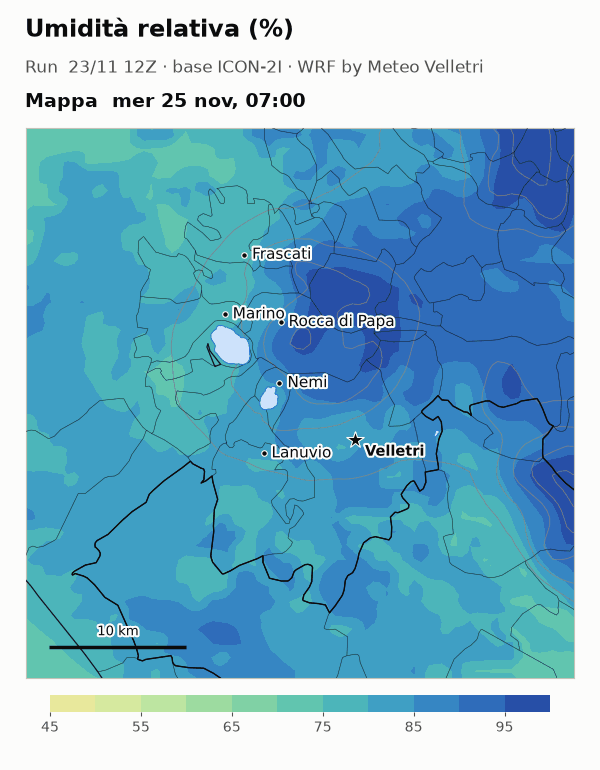 Umidità relativa (%)
Run  23/11 12Z · base ICON-2I · WRF by Meteo Velletri
Mappa  mer 25 nov, 07:00
Frascati
Marino
Rocca di Papa
Nemi
Velletri
Lanuvio
10 km
45 55 65 75 85 95